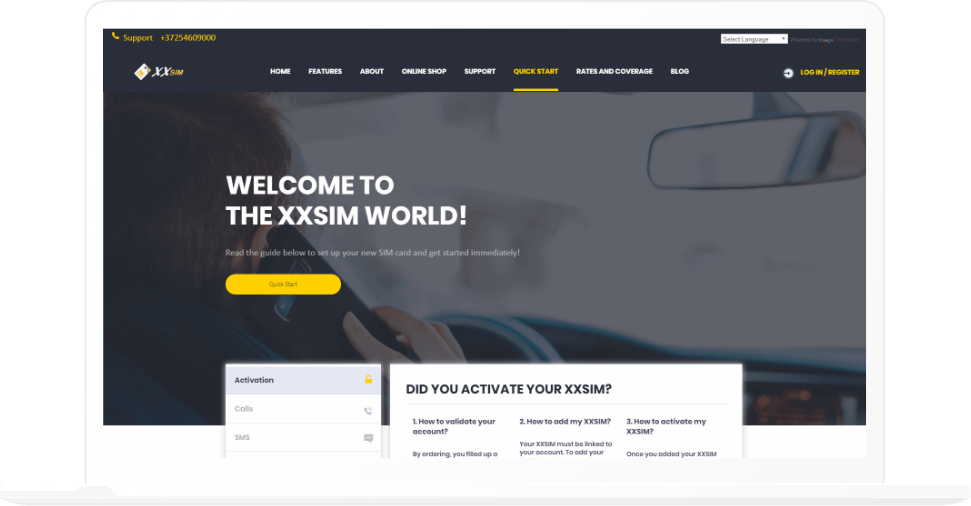 Support +37254609000
Select Language
Powered by Google
XXSIM
HOME FEATURES ABOUT ONLINE SHOP SUPPORT QUICK START RATES AND COVERAGE BLOG
LOG IN / REGISTER
WELCOME TO
THE XXSIM WORLD!
Read the guide below to set up your new SIM card and get started immediately!
Quick Start
Activation
Calls
SMS
DID YOU ACTIVATE YOUR XXSIM?
1. How to validate your
account?
By ordering, you filled up a
2. How to add my XXSIM?
Your XXSIM must be linked to
your account. To add your
3. How to activate my
XXSIM?
Once you added your XXSIM